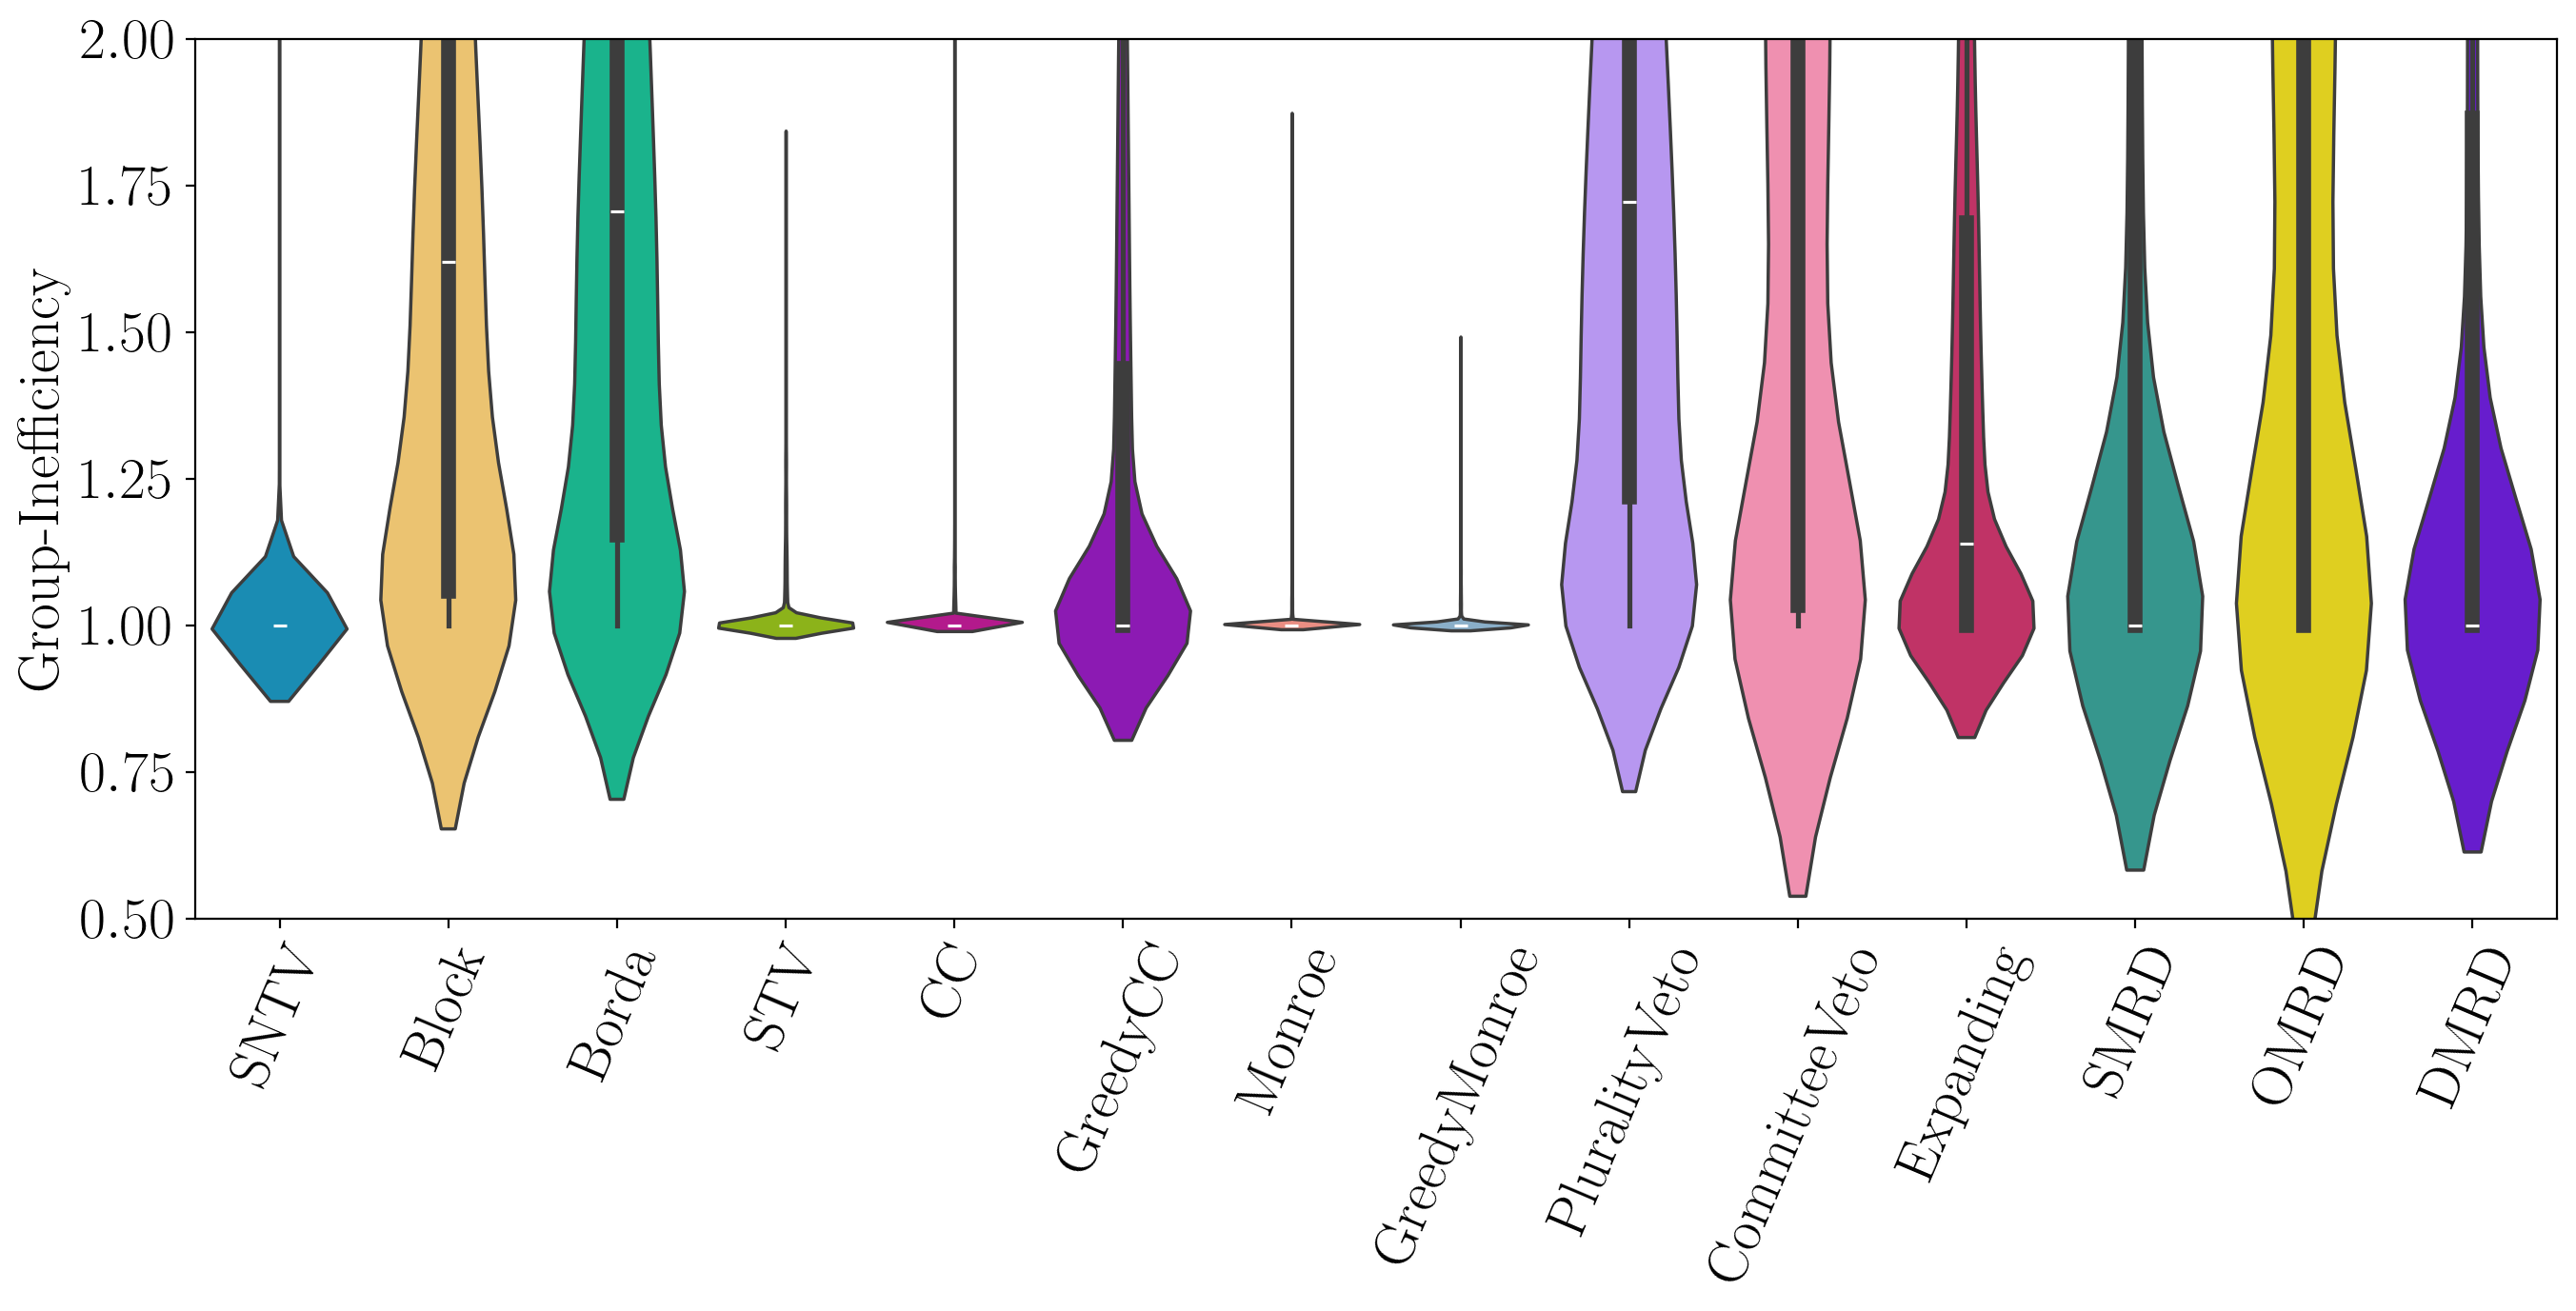 Group-Inefficiency
2.00
1.75
1.50
1.25
1.00
0.75
0.50
SNTV
Block
Borda
STV
CC
GreedyCC
Monroe
GreedyMonroe
PluralityVeto
CommitteeVeto
Expanding
SMRD
OMRD
DMRD